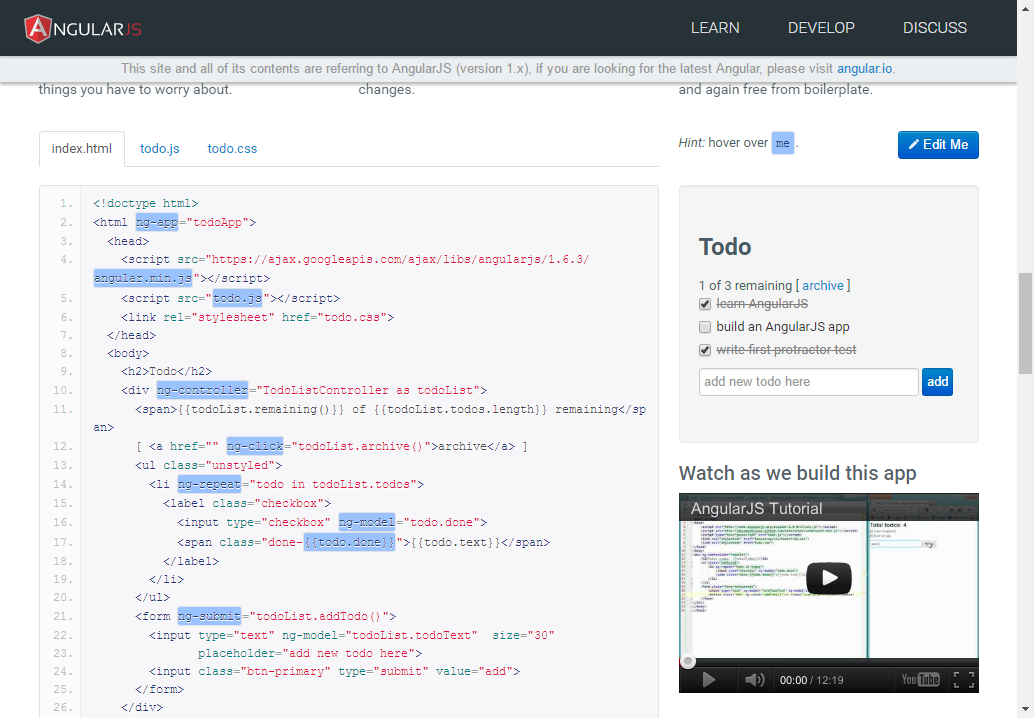 ANGULARJS
LEARN DEVELOP DISCUSS
This site and all of its contents are referring to AngularJS (version 1.x), if you are looking for the latest Angular, please visit angular.io.
things you have to worry about.
changes.
and again free from boilerplate.
index.html todo.js todo.css
1. <!doctype html>
2. <html ng-app="todoApp">
3. <head>
4. <script src="https://ajax.googleapis.com/ajax/libs/angularjs/1.6.3/
angular.min.js"></script>
5. <script src="todo.js"></script>
6. <link rel="stylesheet" href="todo.css">
7. </head>
8. <body>
9. <h2>Todo</h2>
10. <div ng-controller="TodoListController as todoList">
11. <span>{{todoList.remaining()}} of {{todoList.todos.length}} remaining</sp
an>
12. [ <a href="" ng-click="todoList.archive()">archive</a> ]
13. <ul class="unstyled">
14. <li ng-repeat="todo in todoList.todos">
15. <label class="checkbox">
16. <input type="checkbox" ng-model="todo.done">
17. <span class="done-{{todo.done}}">{{todo.text}}</span>
18. </label>
19. </li>
20. </ul>
21. <form ng-submit="todoList.addTodo()">
22. <input type="text" ng-model="todoList.todoText"  size="30"
23. placeholder="add new todo here">
24. <input class="btn-primary" type="submit" value="add">
25. </form>
26. </div>
Hint: hover over me .
Edit Me
Todo
1 of 3 remaining [ archive ]
learn AngularJS
build an AngularJS app
write first protractor test
add new todo here add
Watch as we build this app
AngularJS Tutorial
Total todos: 4
00:00 / 12:19 YouTube